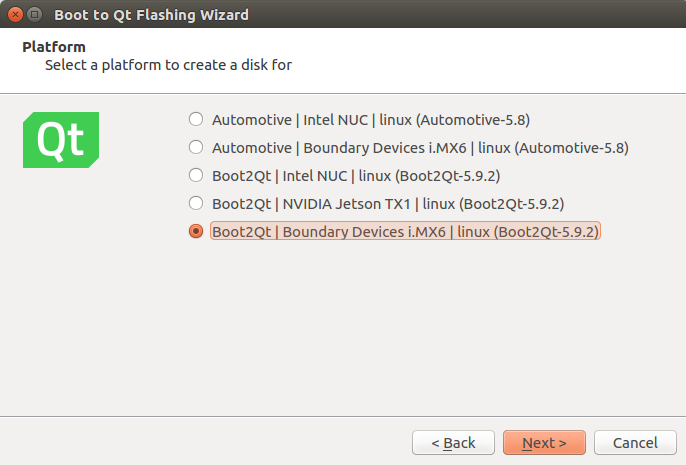 Boot to Qt Flashing Wizard
Platform
Select a platform to create a disk for
Qt
Automotive | Intel NUC | linux (Automotive-5.8)
Automotive | Boundary Devices i.MX6 | linux (Automotive-5.8)
Boot2Qt | Intel NUC | linux (Boot2Qt-5.9.2)
Boot2Qt | NVIDIA Jetson TX1 | linux (Boot2Qt-5.9.2)
Boot2Qt | Boundary Devices i.MX6 | linux (Boot2Qt-5.9.2)
< Back Next > Cancel